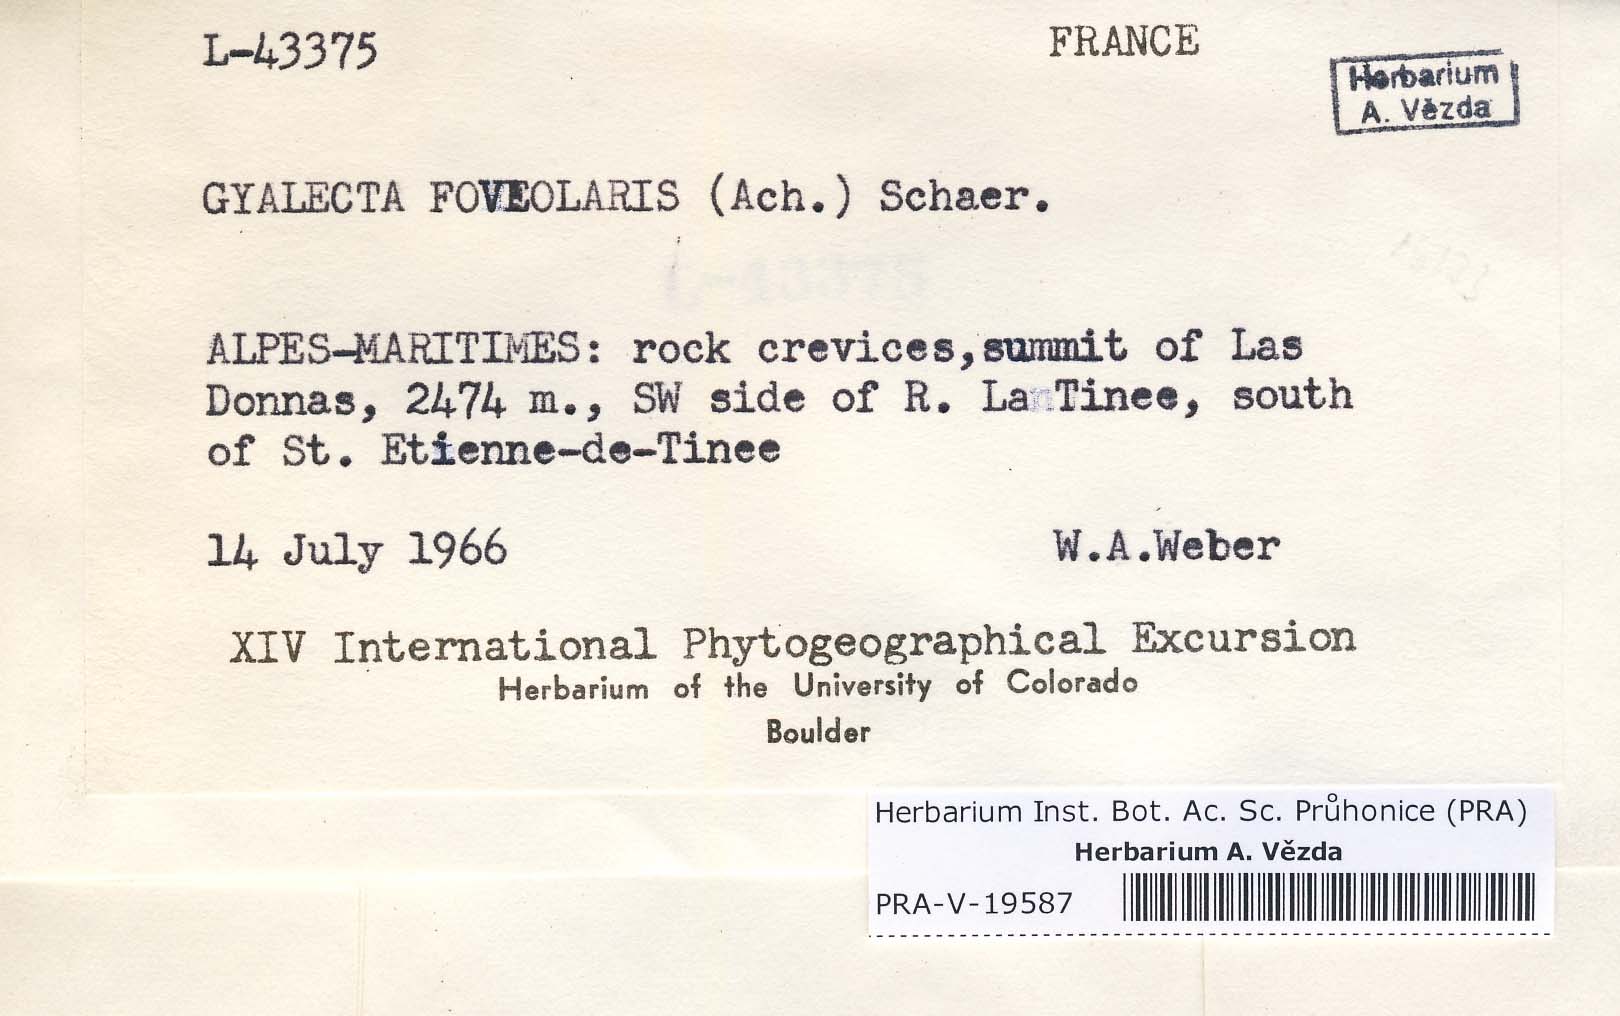 L-43375 FRANCE
Herbarium
A. Vězda
GYALECTA FOVEOLARIS (Ach.) Schaer.
ALPES-MARITIMES: rock crevices,summit of Las
Donnas, 2474 m., SW side of R. La Tinee, south
of St. Etienne-de-Tinee
14 July 1966 W.A.Weber
XIV International Phytogeographical Excursion
Herbarium of the University of Colorado
Boulder
Herbarium Inst. Bot. Ac. Sc. Průhonice (PRA)
Herbarium A. Vězda
PRA-V-19587